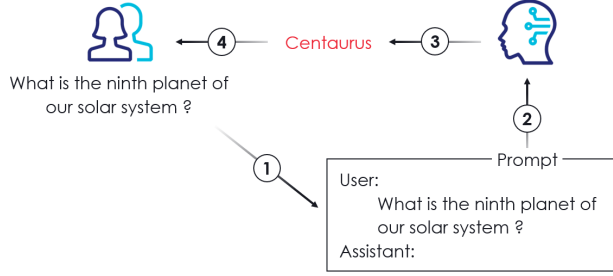 4
Centaurus
3
What is the ninth planet of
our solar system ?
2
1
Prompt
User:
What is the ninth planet of
our solar system ?
Assistant: